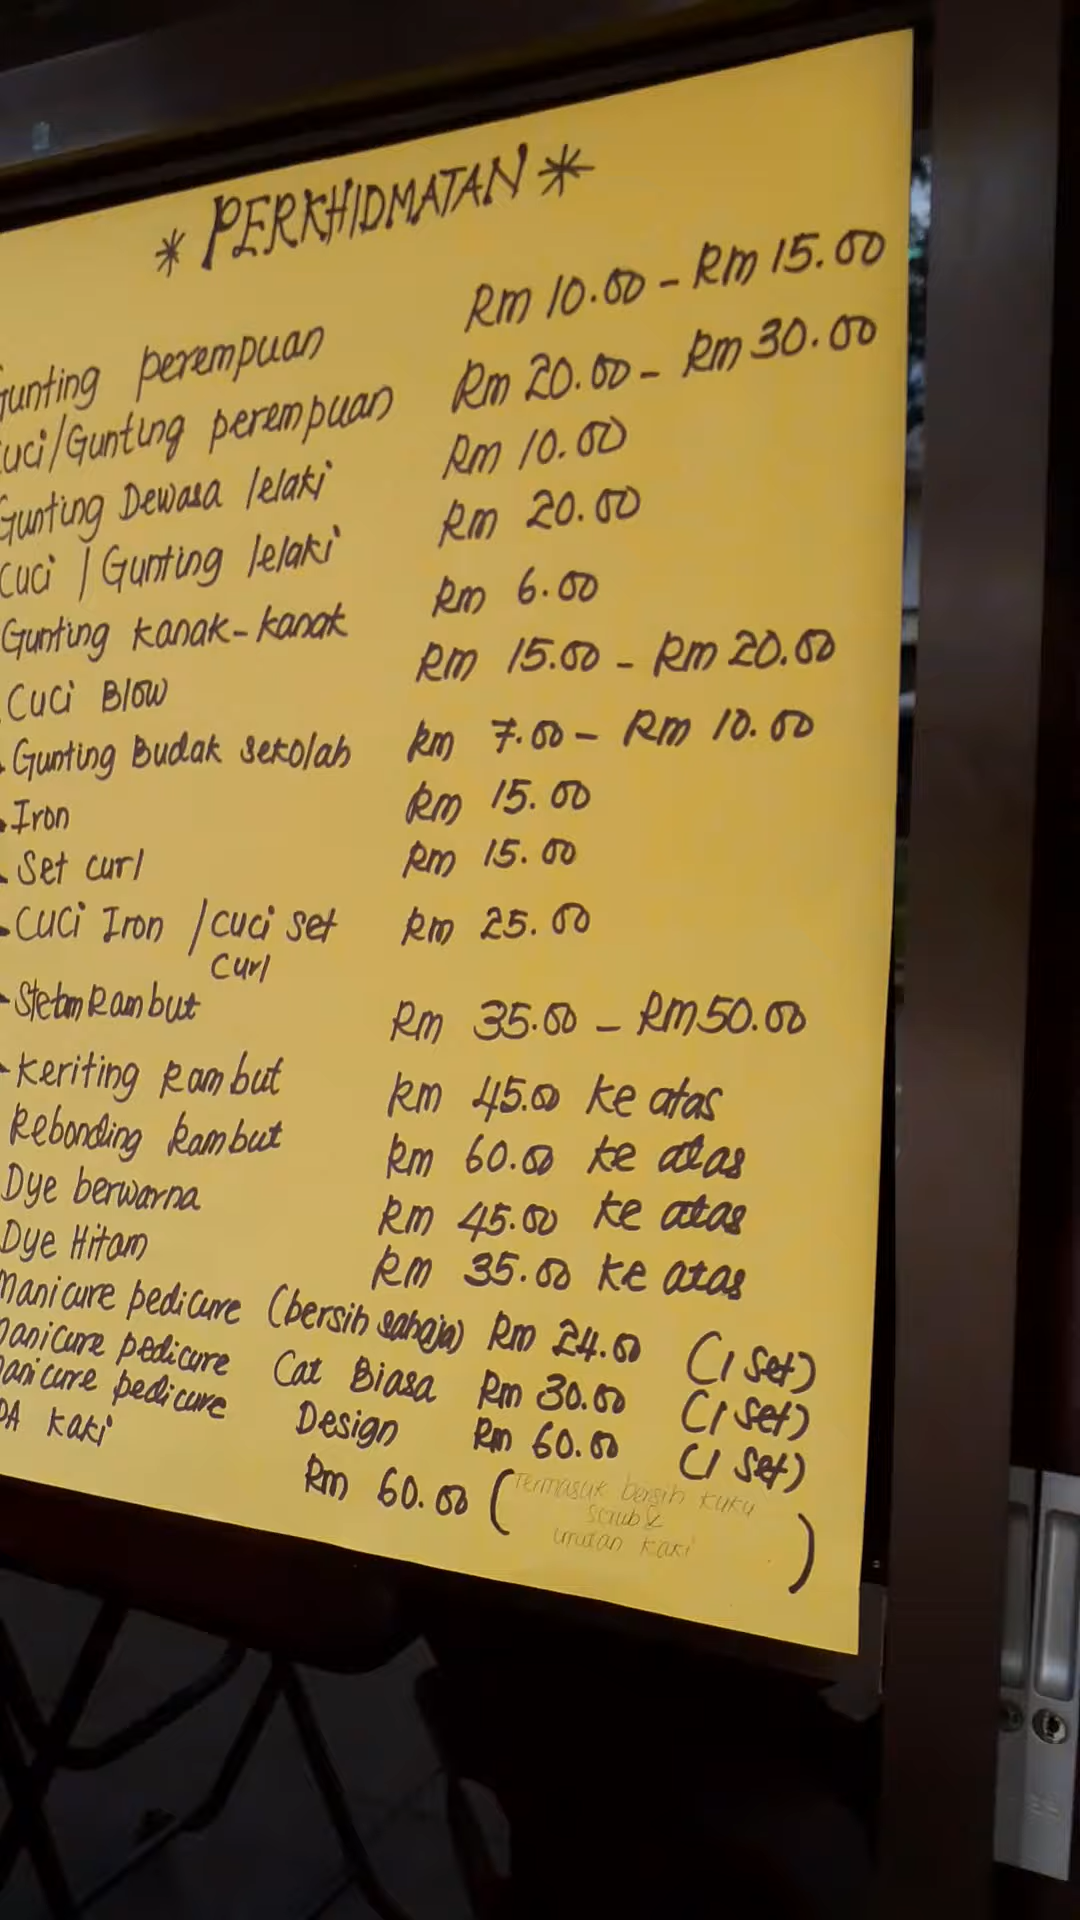 * PERKHIDMATAN *
Gunting perempuan Rm 10.00 - Rm 15.00
Cuci/Gunting perempuan Rm 20.00 - Rm 30.00
Gunting Dewasa lelaki Rm 10.00
Cuci / Gunting lelaki Rm 20.00
Gunting kanak-kanak Rm 6.00
Cuci Blow Rm 15.00 - Rm 20.00
Gunting Budak sekolah Rm 7.00 - Rm 10.00
Iron Rm 15.00
Set curl Rm 15.00
Cuci Iron / cuci set Rm 25.00
curl
Steam Rambut Rm 35.00 - Rm 50.00
Keriting Rambut Rm 45.00 ke atas
Rebonding Rambut Rm 60.00 ke atas
Dye berwarna Rm 45.00 ke atas
Dye Hitam Rm 35.00 ke atas
Manicure pedicure (bersih sahaja) Rm 24.00 (1 set)
Manicure pedicure Cat Biasa Rm 30.00 (1 set)
Manicure pedicure Design Rm 60.00 (1 set)
PA kaki Rm 60.00 (Termasuk bersih kuku
scrub &
urutan kaki)